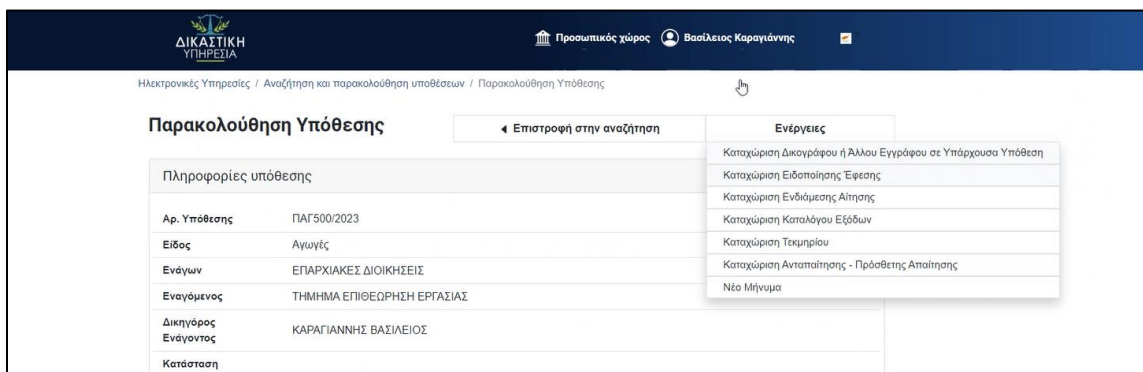 ΔΙΚΑΣΤΙΚΗ
ΥΠΗΡΕΣΙΑ
Προσωπικός χώρος Βασίλειος Καραγιάννης
Ηλεκτρονικές Υπηρεσίες / Αναζήτηση και παρακολούθηση υποθέσεων / Παρακολούθηση Υπόθεσης
Παρακολούθηση Υπόθεσης
Επιστροφή στην αναζήτηση
Ενέργειες
Καταχώριση Δικογράφου ή Άλλου Εγγράφου σε Υπάρχουσα Υπόθεση
Καταχώριση Ειδοποίησης Έφεσης
Καταχώριση Ενδιάμεσης Αίτησης
Καταχώριση Καταλόγου Εξόδων
Καταχώριση Τεκμηρίου
Καταχώριση Ανταπαίτησης - Πρόσθετης Απαίτησης
Νέο Μήνυμα
Πληροφορίες υπόθεσης
Αρ. Υπόθεσης ΠΑΓ500/2023
Είδος Αγωγές
Ενάγων ΕΠΑΡΧΙΑΚΕΣ ΔΙΟΙΚΗΣΕΙΣ
Εναγόμενος ΤΜΗΜΑ ΕΠΙΘΕΩΡΗΣΗ ΕΡΓΑΣΙΑΣ
Δικηγόρος
Ενάγοντος
ΚΑΡΑΓΙΑΝΝΗΣ ΒΑΣΙΛΕΙΟΣ
Κατάσταση